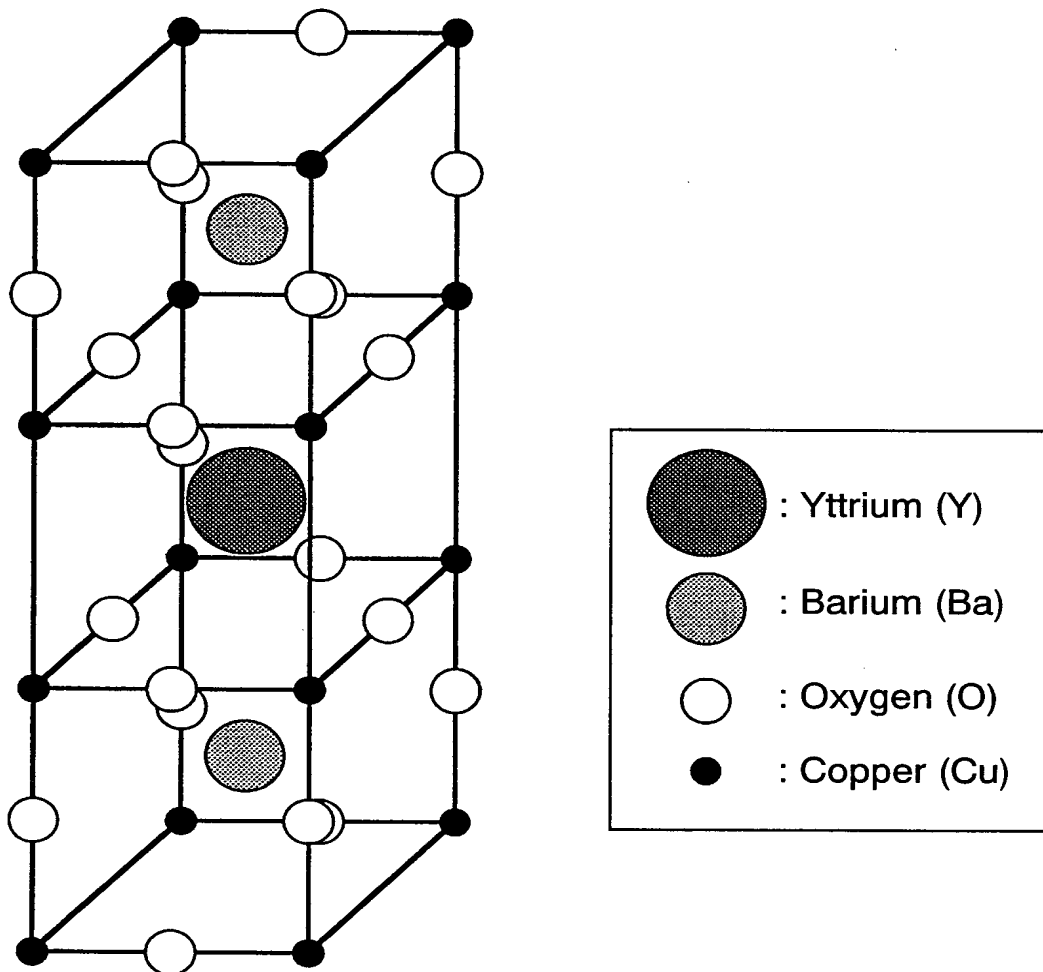 : Yttrium (Y)
: Barium (Ba)
: Oxygen (O)
: Copper (Cu)